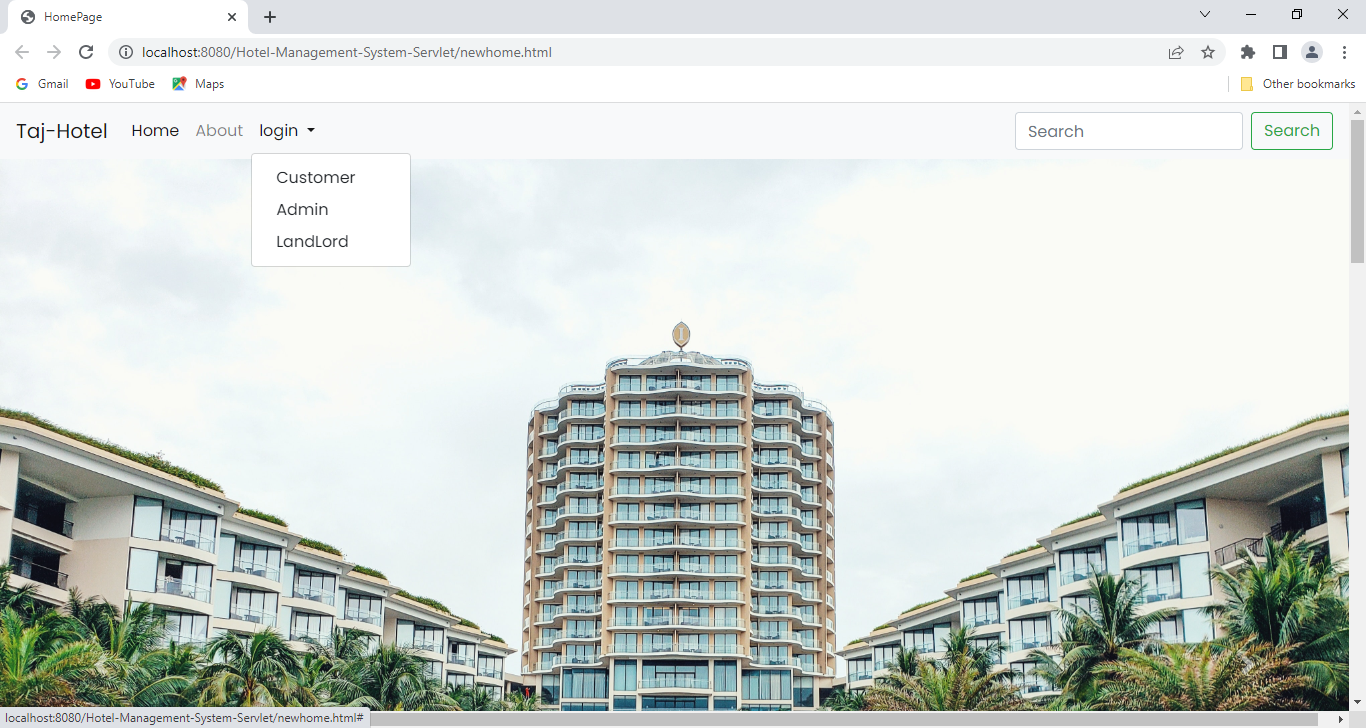 HomePage
localhost:8080/Hotel-Management-System-Servlet/newhome.html
Gmail YouTube Maps Other bookmarks
Taj-Hotel Home About login Search Search
Customer
Admin
LandLord
localhost:8080/Hotel-Management-System-Servlet/newhome.html#